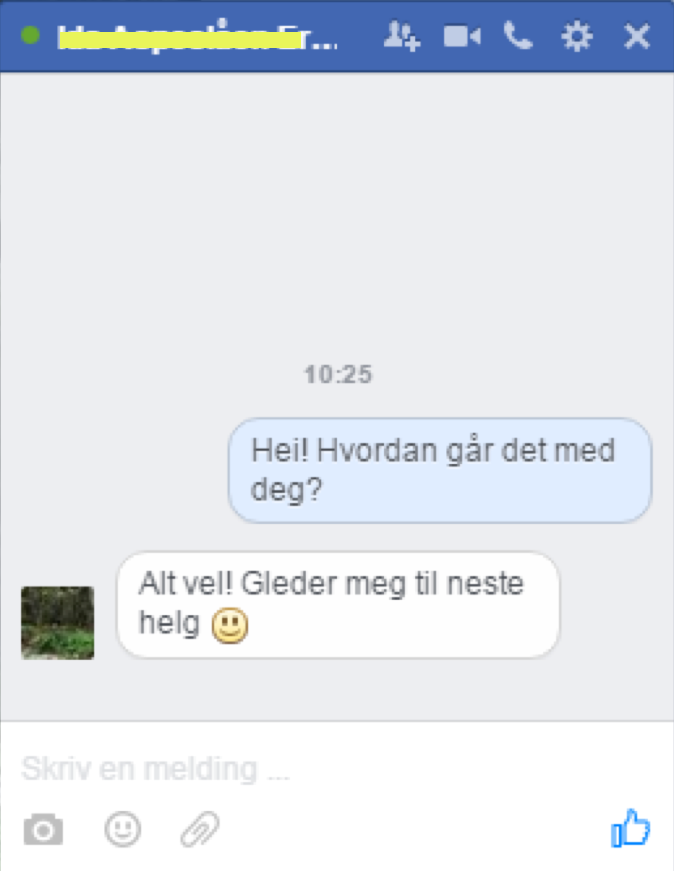 10:25
Hei! Hvordan går det med
deg?
Alt vel! Gleder meg til neste
helg
Skriv en melding ...